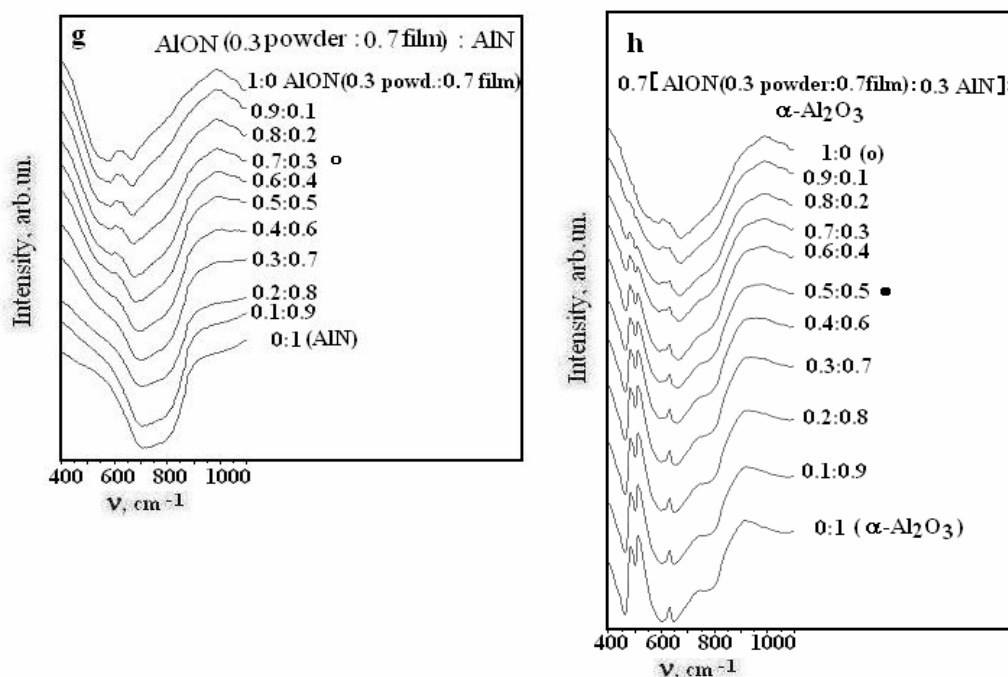 g
AlON (0.3 powder : 0.7 film) : AlN
1:0 AlON(0.3 powd.:0.7 film)
0.9:0.1
0.8:0.2
0.7:0.3 o
0.6:0.4
0.5:0.5
0.4:0.6
0.3:0.7
0.2:0.8
0.1:0.9
0:1 (AlN)
Intensity, arb.un.
400 600 800 1000
ν, cm⁻¹
h
0.7[ AlON(0.3 powder:0.7film): 0.3 AlN]:
α-Al₂O₃
1:0 (o)
0.9:0.1
0.8:0.2
0.7:0.3
0.6:0.4
0.5:0.5 ●
0.4:0.6
0.3:0.7
0.2:0.8
0.1:0.9
0:1 ( α-Al₂O₃)
Intensity, arb.un.
400 600 800 1000
ν, cm⁻¹